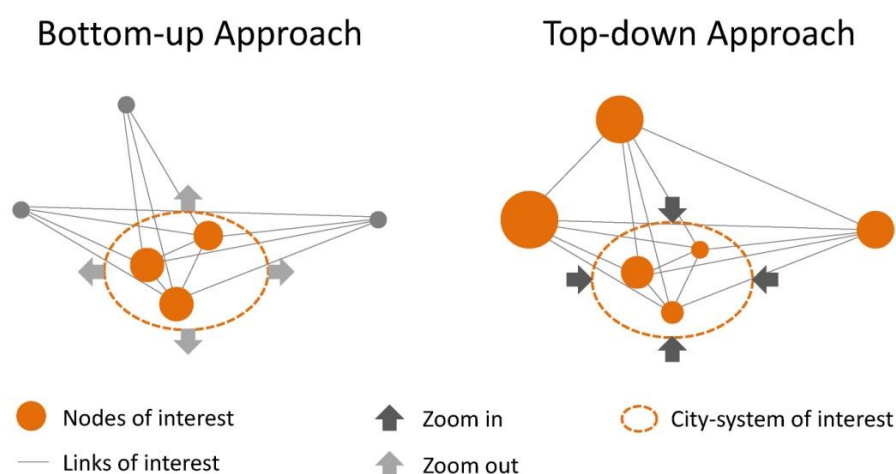 Bottom-up Approach
Top-down Approach
Nodes of interest
Zoom in
City-system of interest
Links of interest
Zoom out